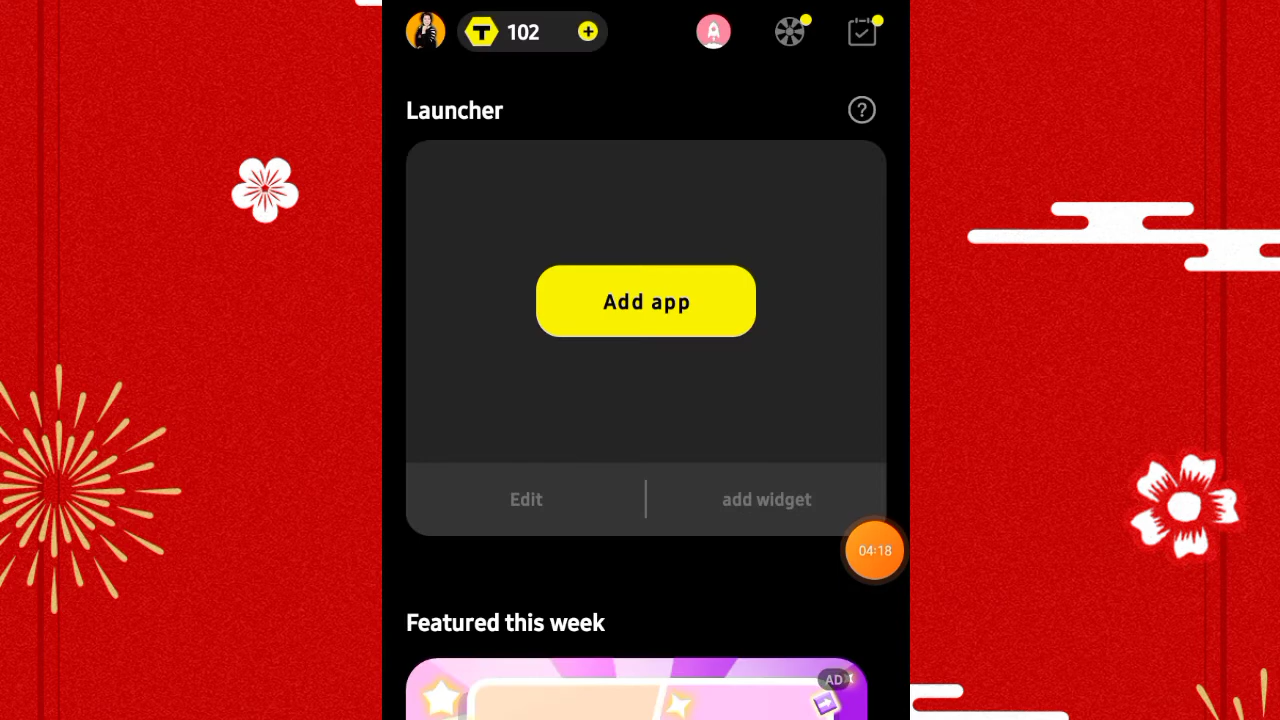 T 102 +
Launcher
?
Add app
Edit
add widget
04:18
Featured this week
AD